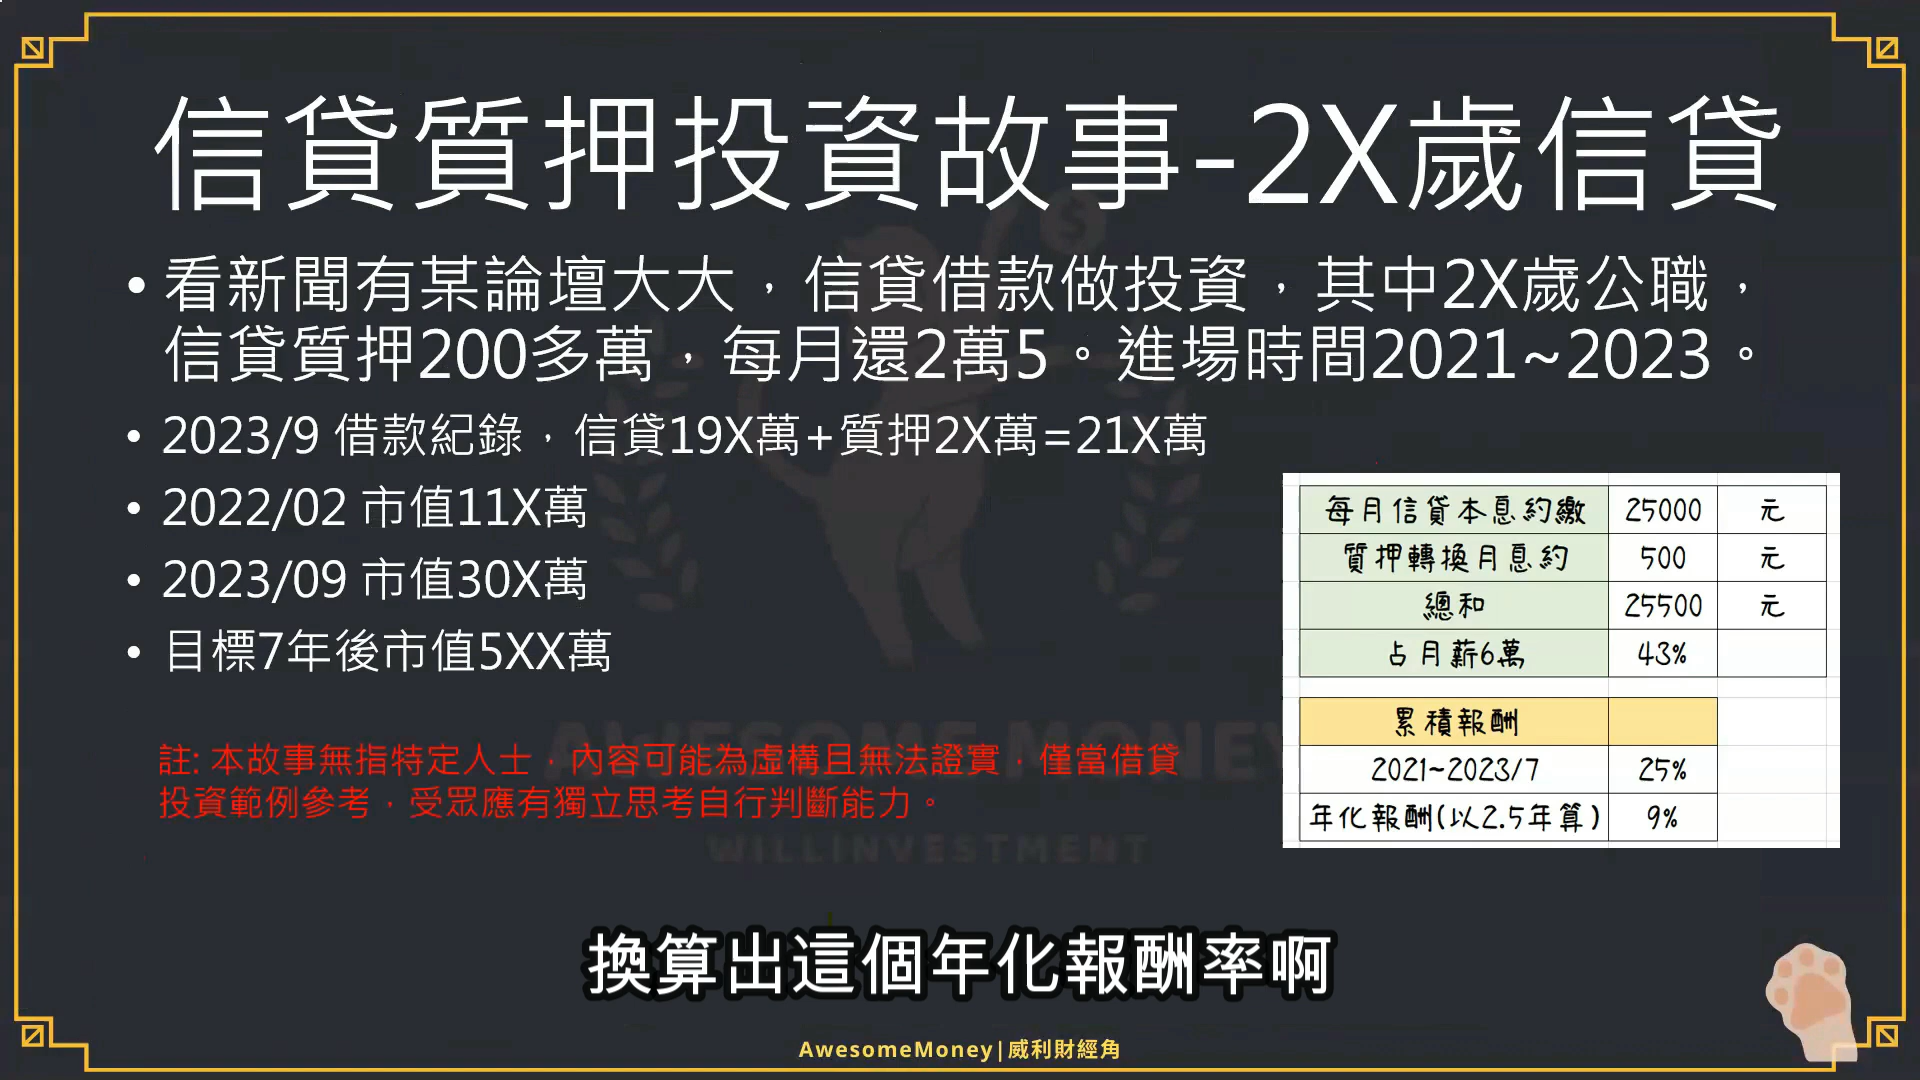 信貸質押投資故事-2X歲信貸
• 看新聞有某論壇大大，信貸借款做投資，其中2X歲公職，
信貸質押200多萬，每月還2萬5。進場時間2021~2023。
• 2023/9 借款紀錄，信貸19X萬+質押2X萬=21X萬
• 2022/02 市值11X萬
• 2023/09 市值30X萬
• 目標7年後市值5XX萬
每月信貸本息約繳 25000 元
質押轉換月息約 500 元
總和 25500 元
占月薪6萬 43%
累積報酬
2021~2023/7 25%
年化報酬(以2.5年算) 9%
註: 本故事無指特定人士，內容可能為虛構且無法證實，僅當借貸
投資範例參考，受眾應有獨立思考自行判斷能力。
AWESOME MONEY
WILLINVESTMENT
換算出這個年化報酬率啊
AwesomeMoney|威利財經角